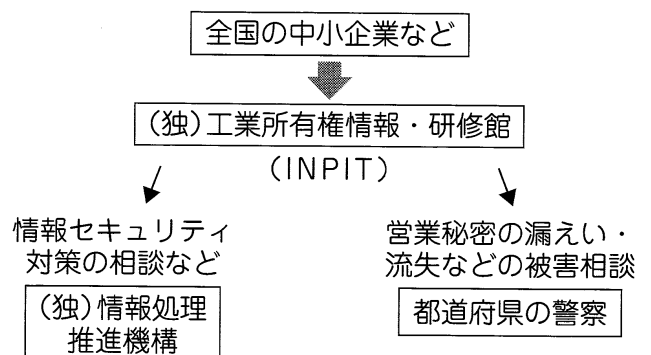 全国の中小企業など
(独)工業所有権情報・研修館
(INPIT)
情報セキュリティ
対策の相談など
(独)情報処理
推進機構
営業秘密の漏えい・
流失などの被害相談
都道府県の警察